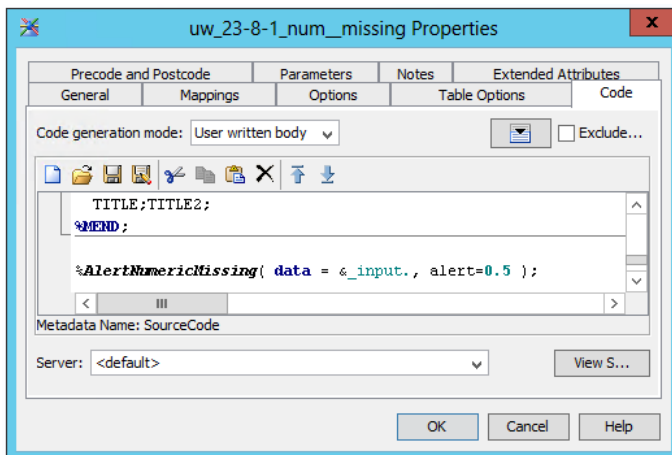 uw_23-8-1_num__missing Properties
x
Precode and Postcode Parameters Notes Extended Attributes
General Mappings Options Table Options Code
Code generation mode: User written body Exclude...
TITLE;TITLE2;
%MEND;
%AlertNumericMissing( data = &_input., alert=0.5 );
Metadata Name: SourceCode
Server: <default> View S...
OK Cancel Help